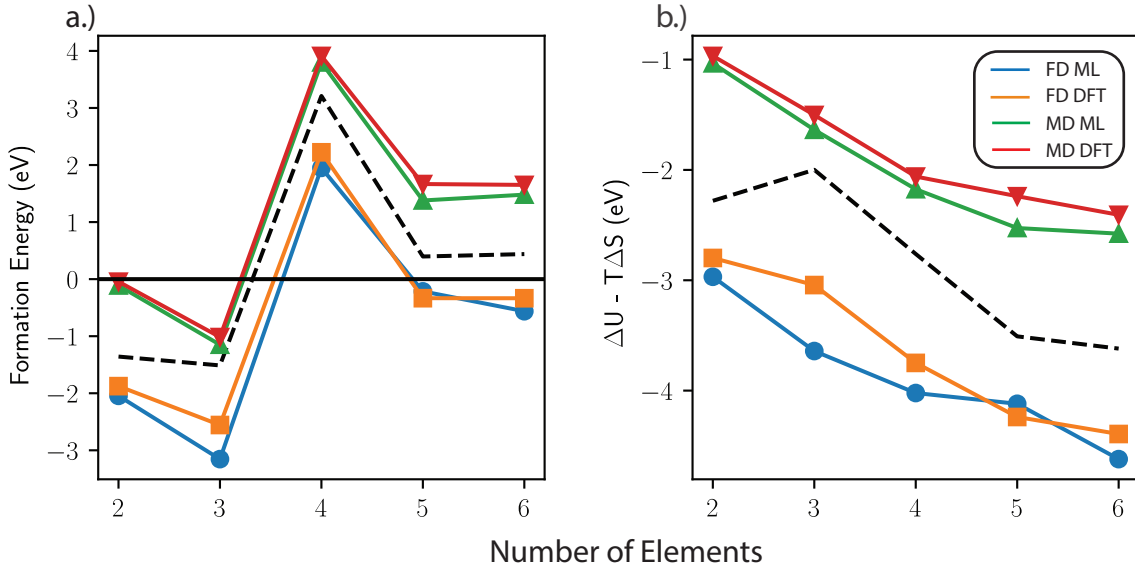 a.)
b.)
Formation Energy (eV)
4
3
2
1
0
−1
−2
−3
2
3
4
5
6
ΔU - TΔS (eV)
−1
−2
−3
−4
2
3
4
5
6
FD ML
FD DFT
MD ML
MD DFT
Number of Elements